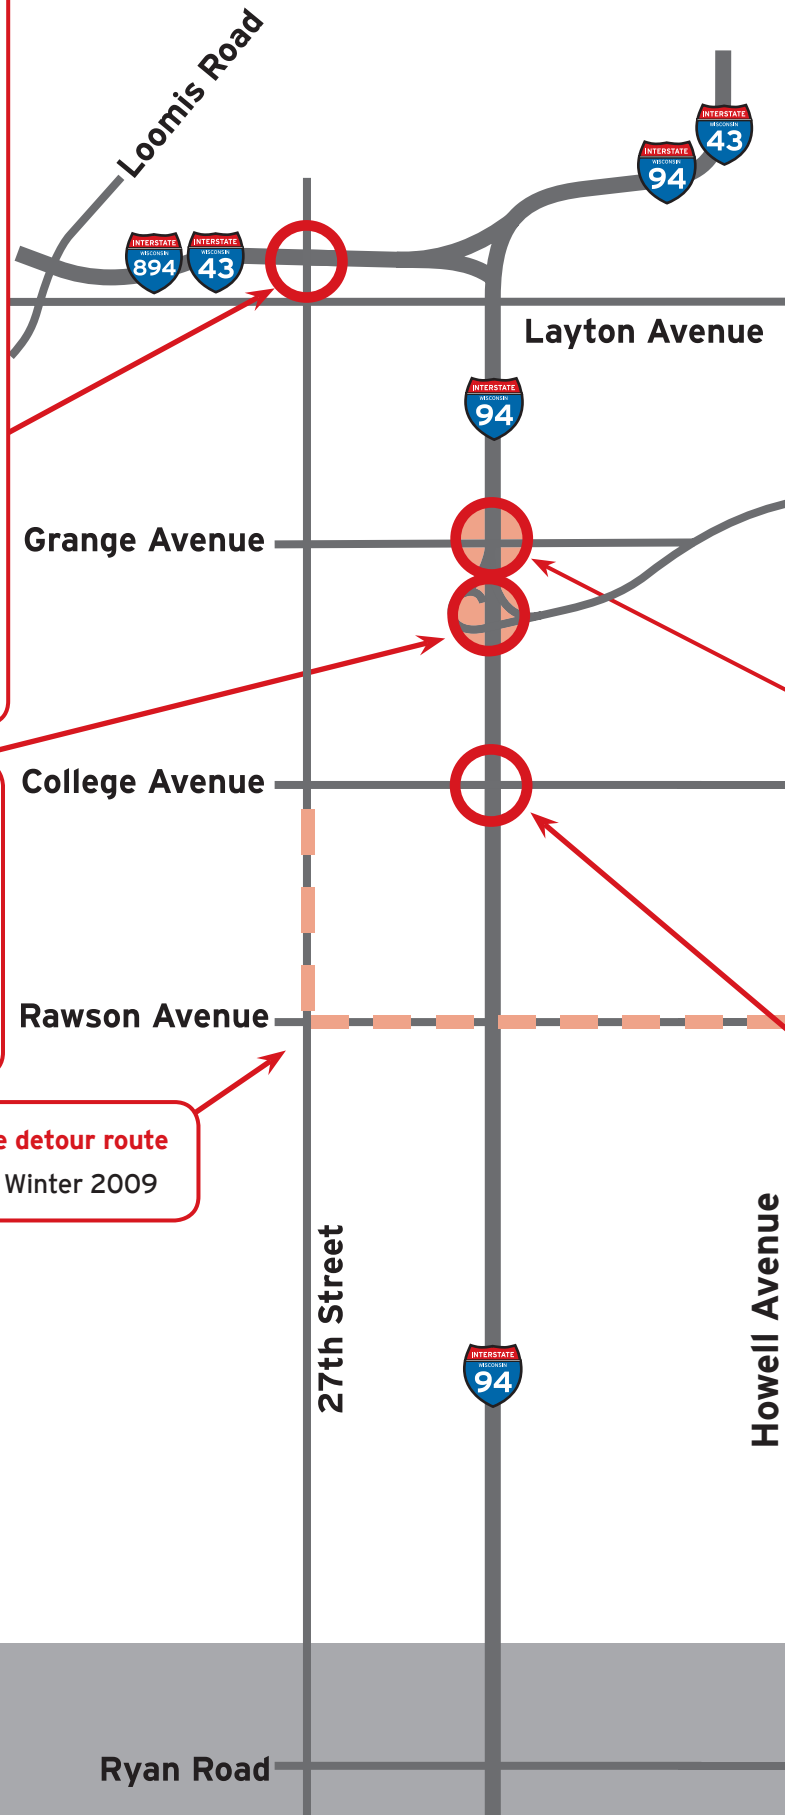 Loomis Road
INTERSTATE
WISCONSIN
43
INTERSTATE
WISCONSIN
94
INTERSTATE
WISCONSIN
894
INTERSTATE
WISCONSIN
43
Layton Avenue
INTERSTATE
WISCONSIN
94
Grange Avenue
College Avenue
Rawson Avenue
e detour route
Winter 2009
27th Street
Howell Avenue
INTERSTATE
WISCONSIN
94
Ryan Road